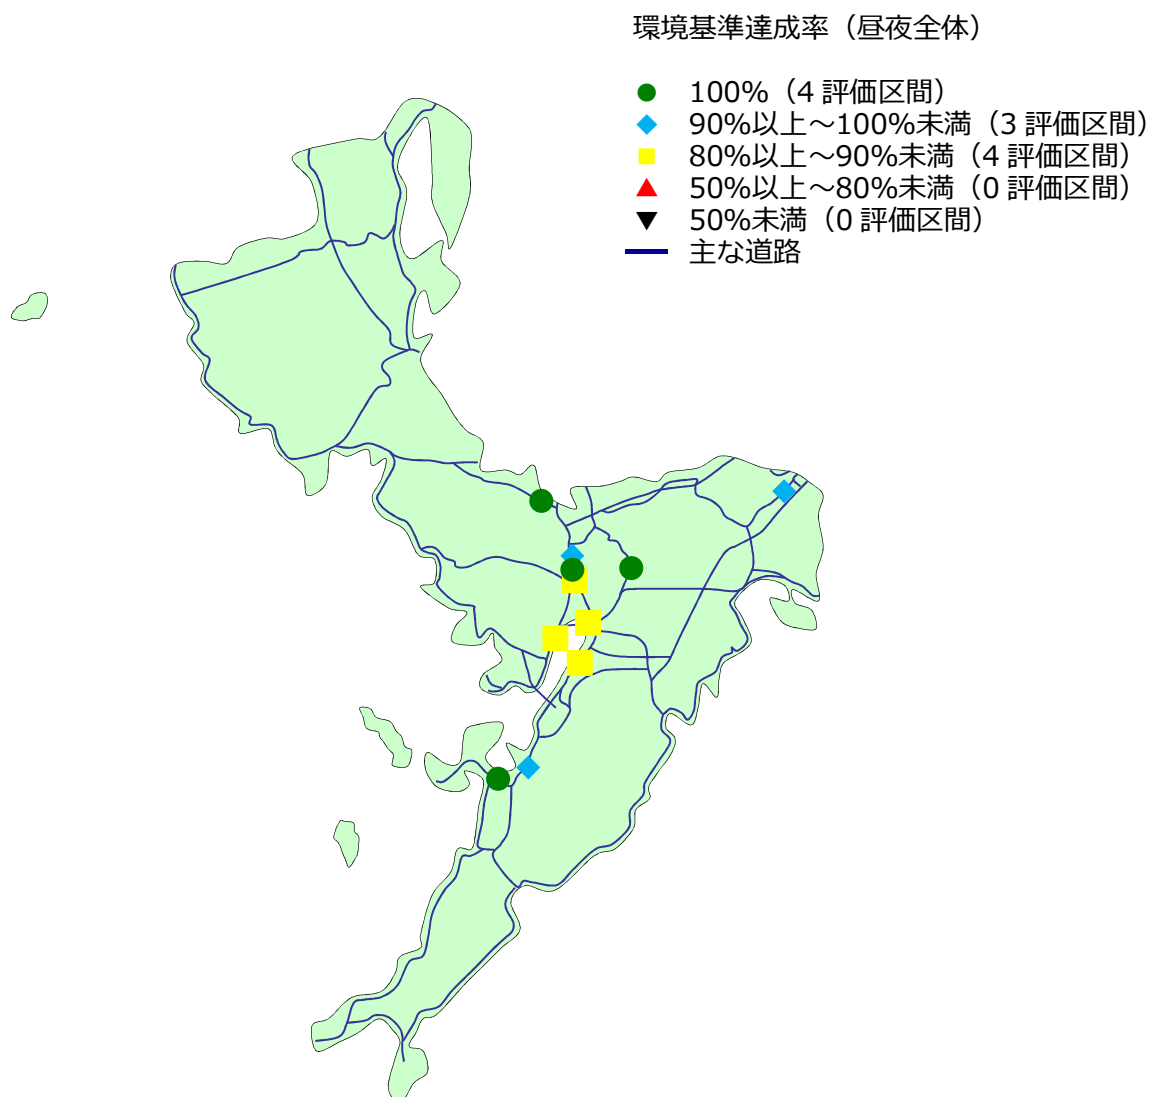 環境基準達成率（昼夜全体）
100%（4 評価区間）
90%以上～100%未満（3 評価区間）
80%以上～90%未満（4 評価区間）
50%以上～80%未満（0 評価区間）
50%未満（0 評価区間）
主な道路